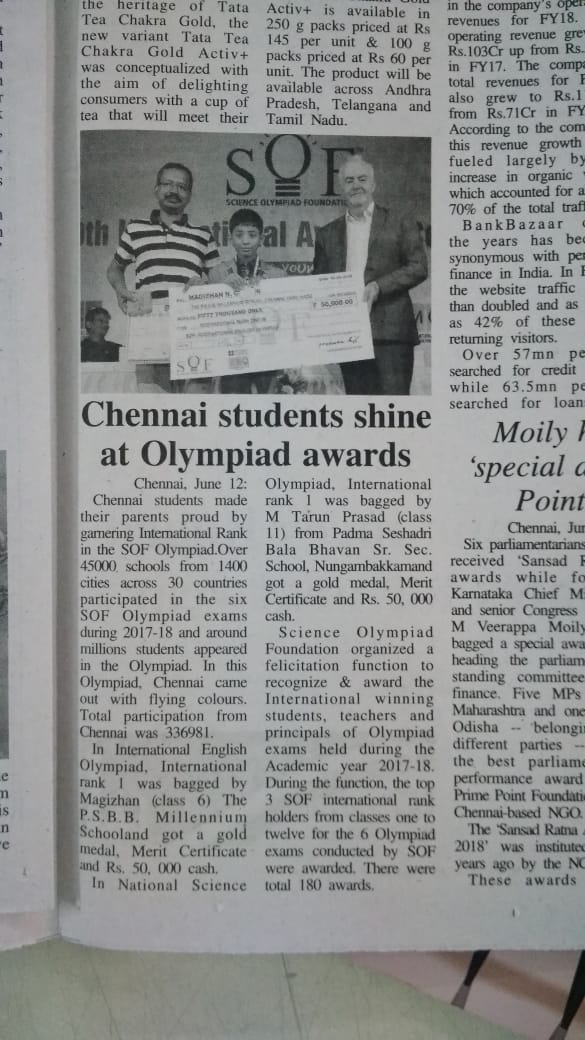 the heritage of Tata
Tea Chakra Gold, the
new variant Tata Tea
Chakra Gold Activ+
was conceptualized with
the aim of delighting
consumers with a cup of
tea that will meet their
Activ+ is available in
250 g packs priced at Rs
145 per unit & 100 g
packs priced at Rs 60 per
unit. The product will be
available across Andhra
Pradesh, Telangana and
Tamil Nadu.
SOF
SCIENCE OLYMPIAD FOUNDATIO
MAGIZHAN N.
FIFTY THOUSAND ONLY
₹ 50,000.00
SOF
Chennai students shine
at Olympiad awards
Chennai, June 12:
Chennai students made
their parents proud by
garnering International Rank
in the SOF Olympiad.Over
45000 schools from 1400
cities across 30 countries
participated in the six
SOF Olympiad exams
during 2017-18 and around
millions students appeared
in the Olympiad. In this
Olympiad, Chennai came
out with flying colours.
Total participation from
Chennai was 336981.
In International English
Olympiad, International
rank 1 was bagged by
Magizhan (class 6) The
P.S.B.B. Millennium
Schooland got a gold
medal, Merit Certificate
and Rs. 50, 000 cash.
In National Science
Olympiad, International
rank 1 was bagged by
M Tarun Prasad (class
11) from Padma Seshadri
Bala Bhavan Sr. Sec.
School, Nungambakkamand
got a gold medal, Merit
Certificate and Rs. 50, 000
cash.
Science Olympiad
Foundation organized a
felicitation function to
recognize & award the
International winning
students, teachers and
principals of Olympiad
exams held during the
Academic year 2017-18.
During the function, the top
3 SOF international rank
holders from classes one to
twelve for the 6 Olympiad
exams conducted by SOF
were awarded. There were
total 180 awards.
in the company's oper
revenues for FY18.
operating revenue grew
Rs.103Cr up from Rs.
in FY17. The compa
total revenues for F
also grew to Rs.1
from Rs.71Cr in FY
According to the com
this revenue growth
fueled largely by
increase in organic
which accounted for a
70% of the total traff
BankBazaar
the years has bee
synonymous with per
finance in India. In F
the website traffic
than doubled and as
as 42% of these
returning visitors.
Over 57mn pe
searched for credit
while 63.5mn pe
searched for loan
Moily
'special a
Point
Chennai, Jun
Six parliamentarians
received 'Sansad R
awards while fo
Karnataka Chief M
and senior Congress
M Veerappa Moily
bagged a special awa
heading the parliam
standing committee
finance. Five MPs
Maharashtra and one
Odisha -- belongi
different parties --
the best parliame
performance award
Prime Point Foundatio
Chennai-based NGO.
The 'Sansad Ratna
2018' was institute
years ago by the NG
These awards